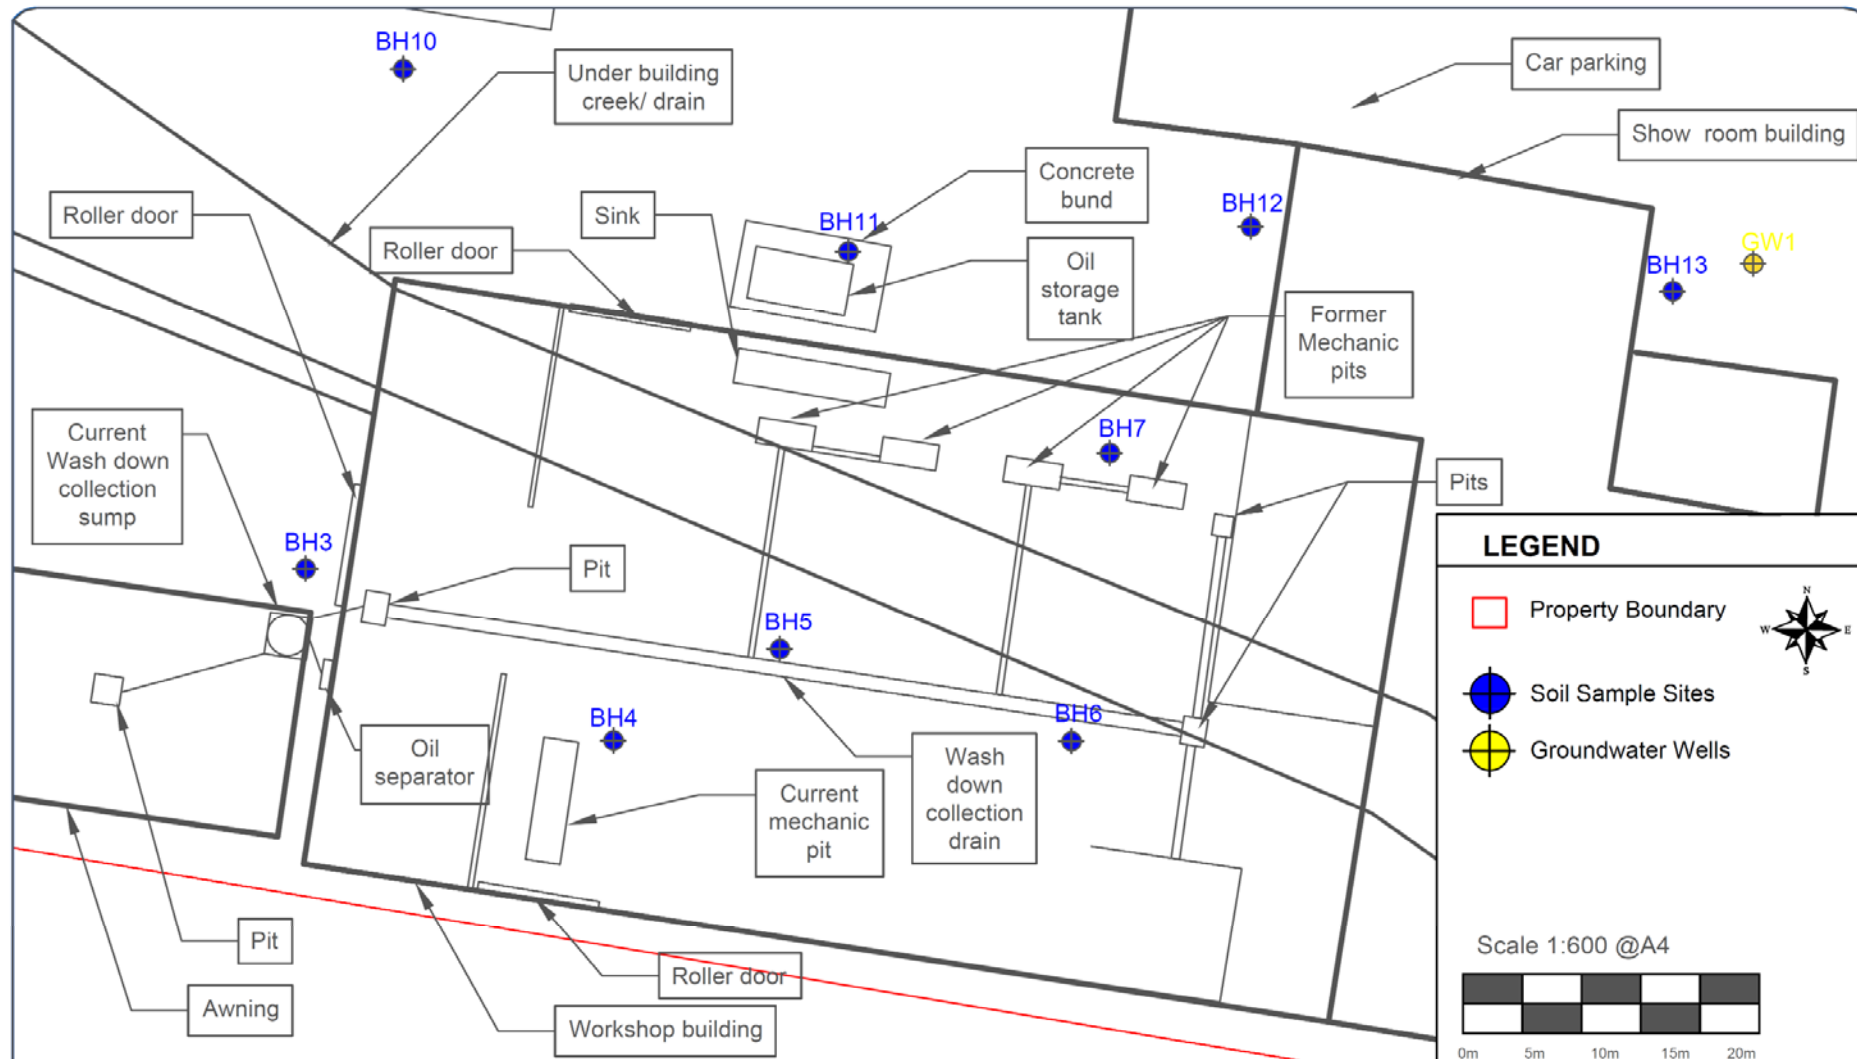 BH10
Under building
creek/ drain
Car parking
Show room building
Concrete
bund
Roller door
Sink
BH11
BH12
Roller door
Oil
storage
tank
GW1
BH13
Former
Mechanic
pits
Current
Wash down
collection
sump
BH7
Pits
BH3
Pit
BH5
BH4
BH6
Oil
separator
Current
mechanic
pit
Wash
down
collection
drain
Pit
Roller door
Awning
Workshop building
LEGEND
Property Boundary
N
W
E
S
Soil Sample Sites
Groundwater Wells
Scale 1:600 @A4
0m 5m 10m 15m 20m